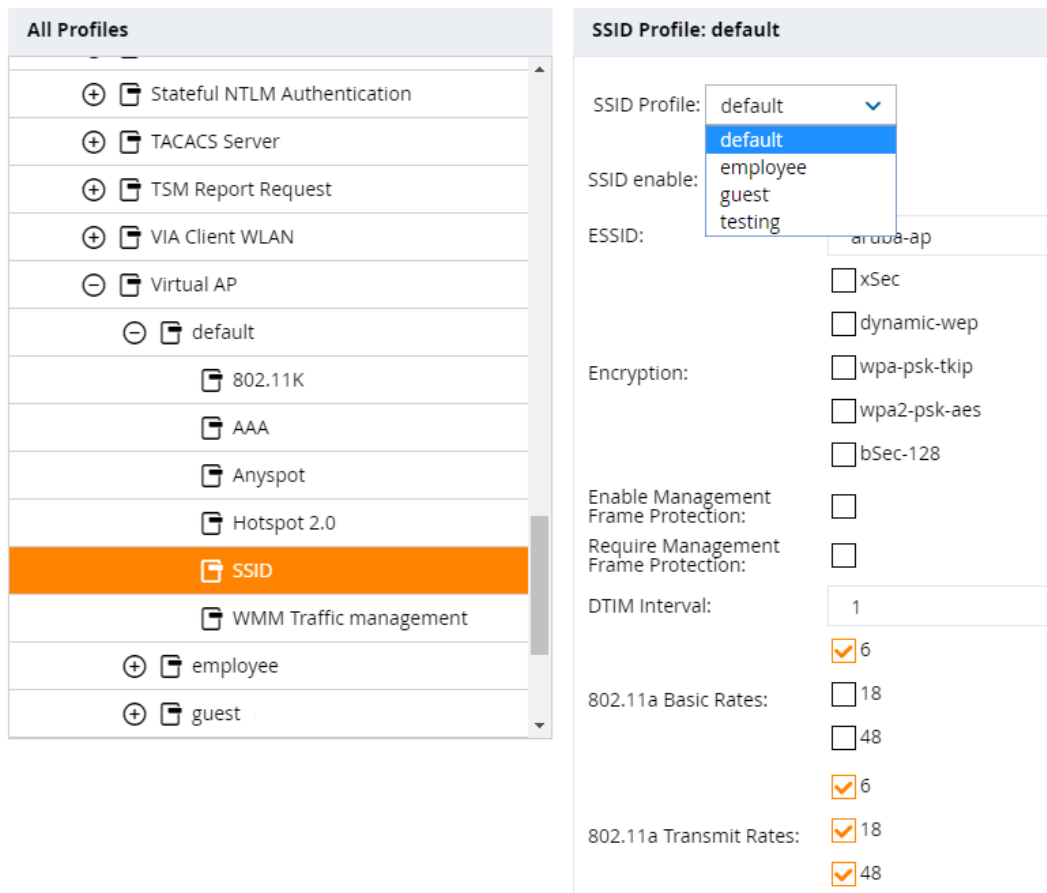 All Profiles
Stateful NTLM Authentication
TACACS Server
TSM Report Request
VIA Client WLAN
Virtual AP
default
802.11K
AAA
Anyspot
Hotspot 2.0
SSID
WMM Traffic management
employee
guest
SSID Profile: default
SSID Profile: default
default
employee
SSID enable:
guest
testing
ESSID: aruba-ap
xSec
dynamic-wep
Encryption: wpa-psk-tkip
wpa2-psk-aes
bSec-128
Enable Management
Frame Protection:
Require Management
Frame Protection:
DTIM Interval: 1
6
802.11a Basic Rates: 18
48
6
802.11a Transmit Rates: 18
48